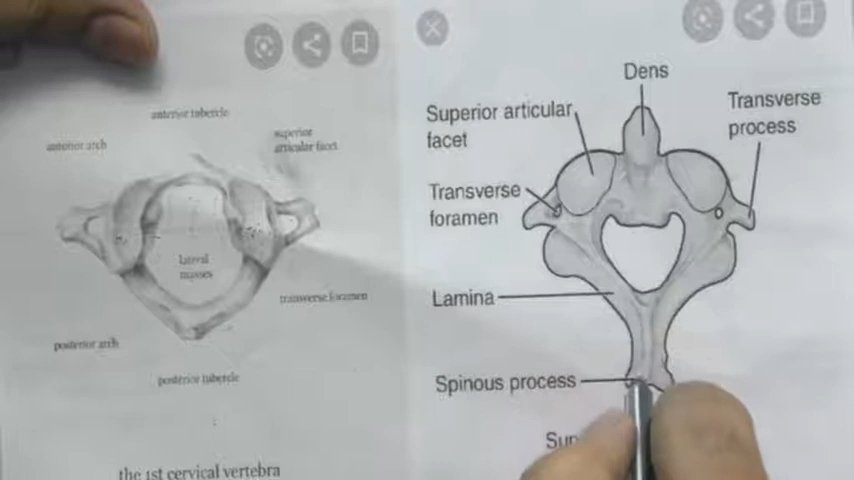 anterior tubercle
anterior arch
superior
articular facet
lateral
masses
transverse foramen
posterior arch
posterior tubercle
the 1st cervical vertebra
Dens
Superior articular
facet
Transverse
process
Transverse
foramen
Lamina
Spinous process